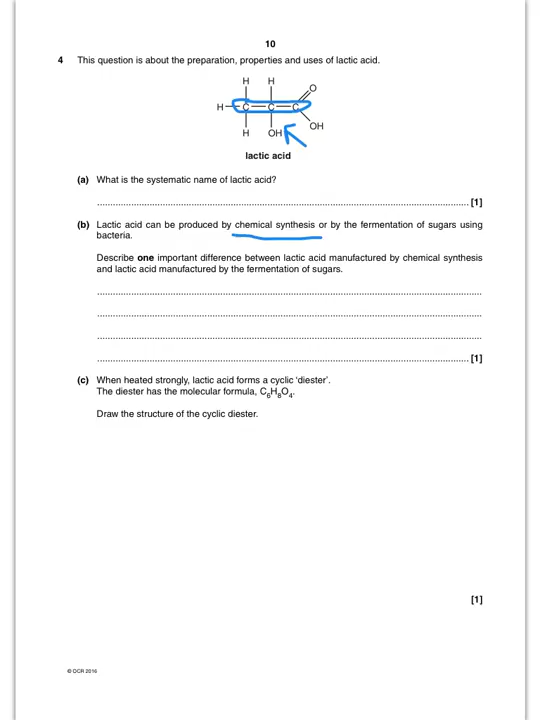 10
4 This question is about the preparation, properties and uses of lactic acid.
H H
O
H C C C
OH
H OH
lactic acid
(a) What is the systematic name of lactic acid?
.......................................................................................................................................... [1]
(b) Lactic acid can be produced by chemical synthesis or by the fermentation of sugars using
bacteria.
Describe one important difference between lactic acid manufactured by chemical synthesis
and lactic acid manufactured by the fermentation of sugars.
...............................................................................................................................................
...............................................................................................................................................
...............................................................................................................................................
.......................................................................................................................................... [1]
(c) When heated strongly, lactic acid forms a cyclic ‘diester’.
The diester has the molecular formula, C₆H₈O₄.
Draw the structure of the cyclic diester.
[1]
© OCR 2016